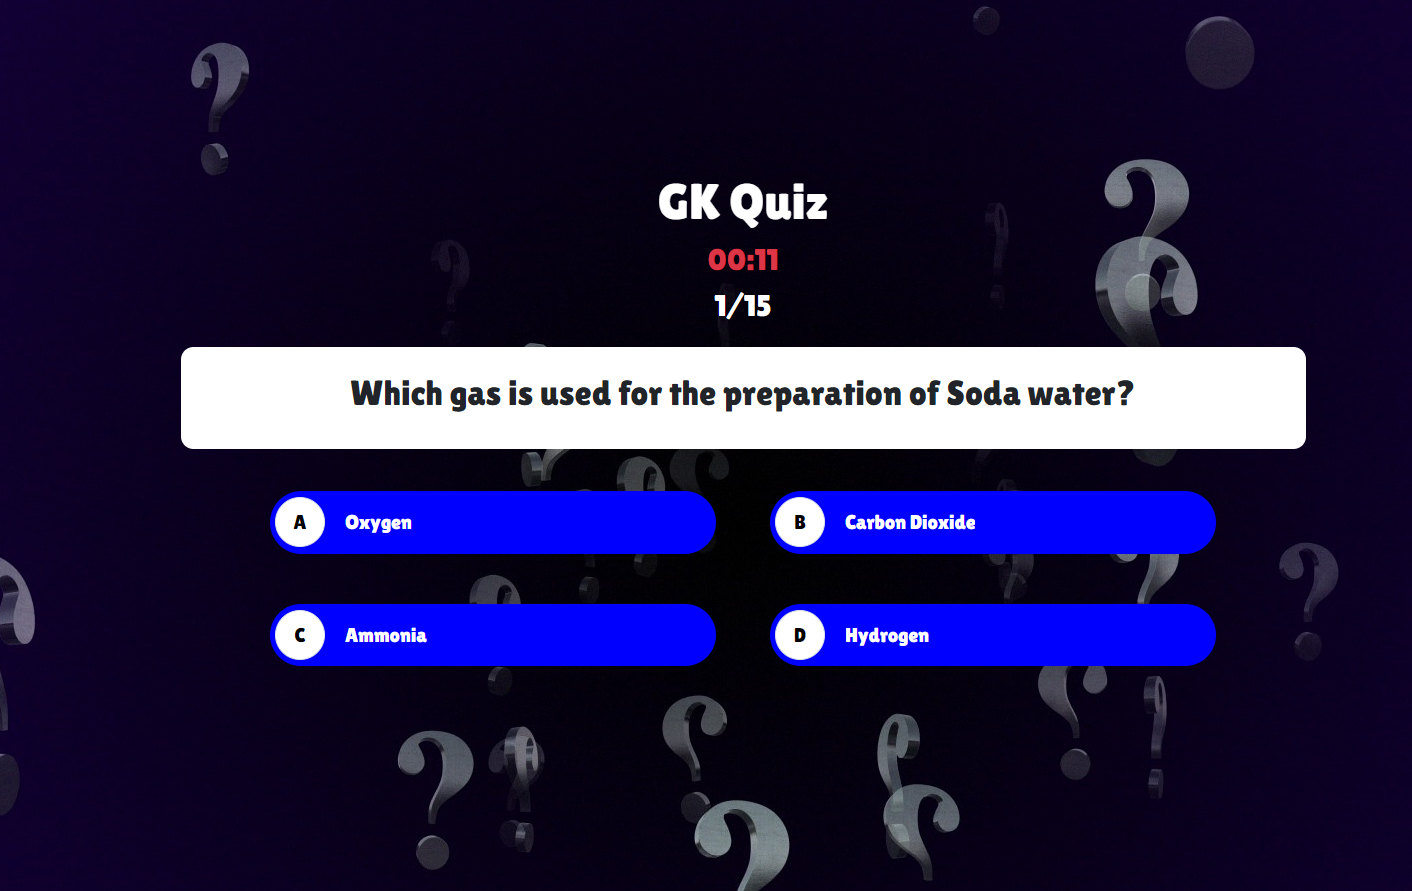 GK Quiz
00:11
1/15
Which gas is used for the preparation of Soda water?
A Oxygen
B Carbon Dioxide
C Ammonia
D Hydrogen